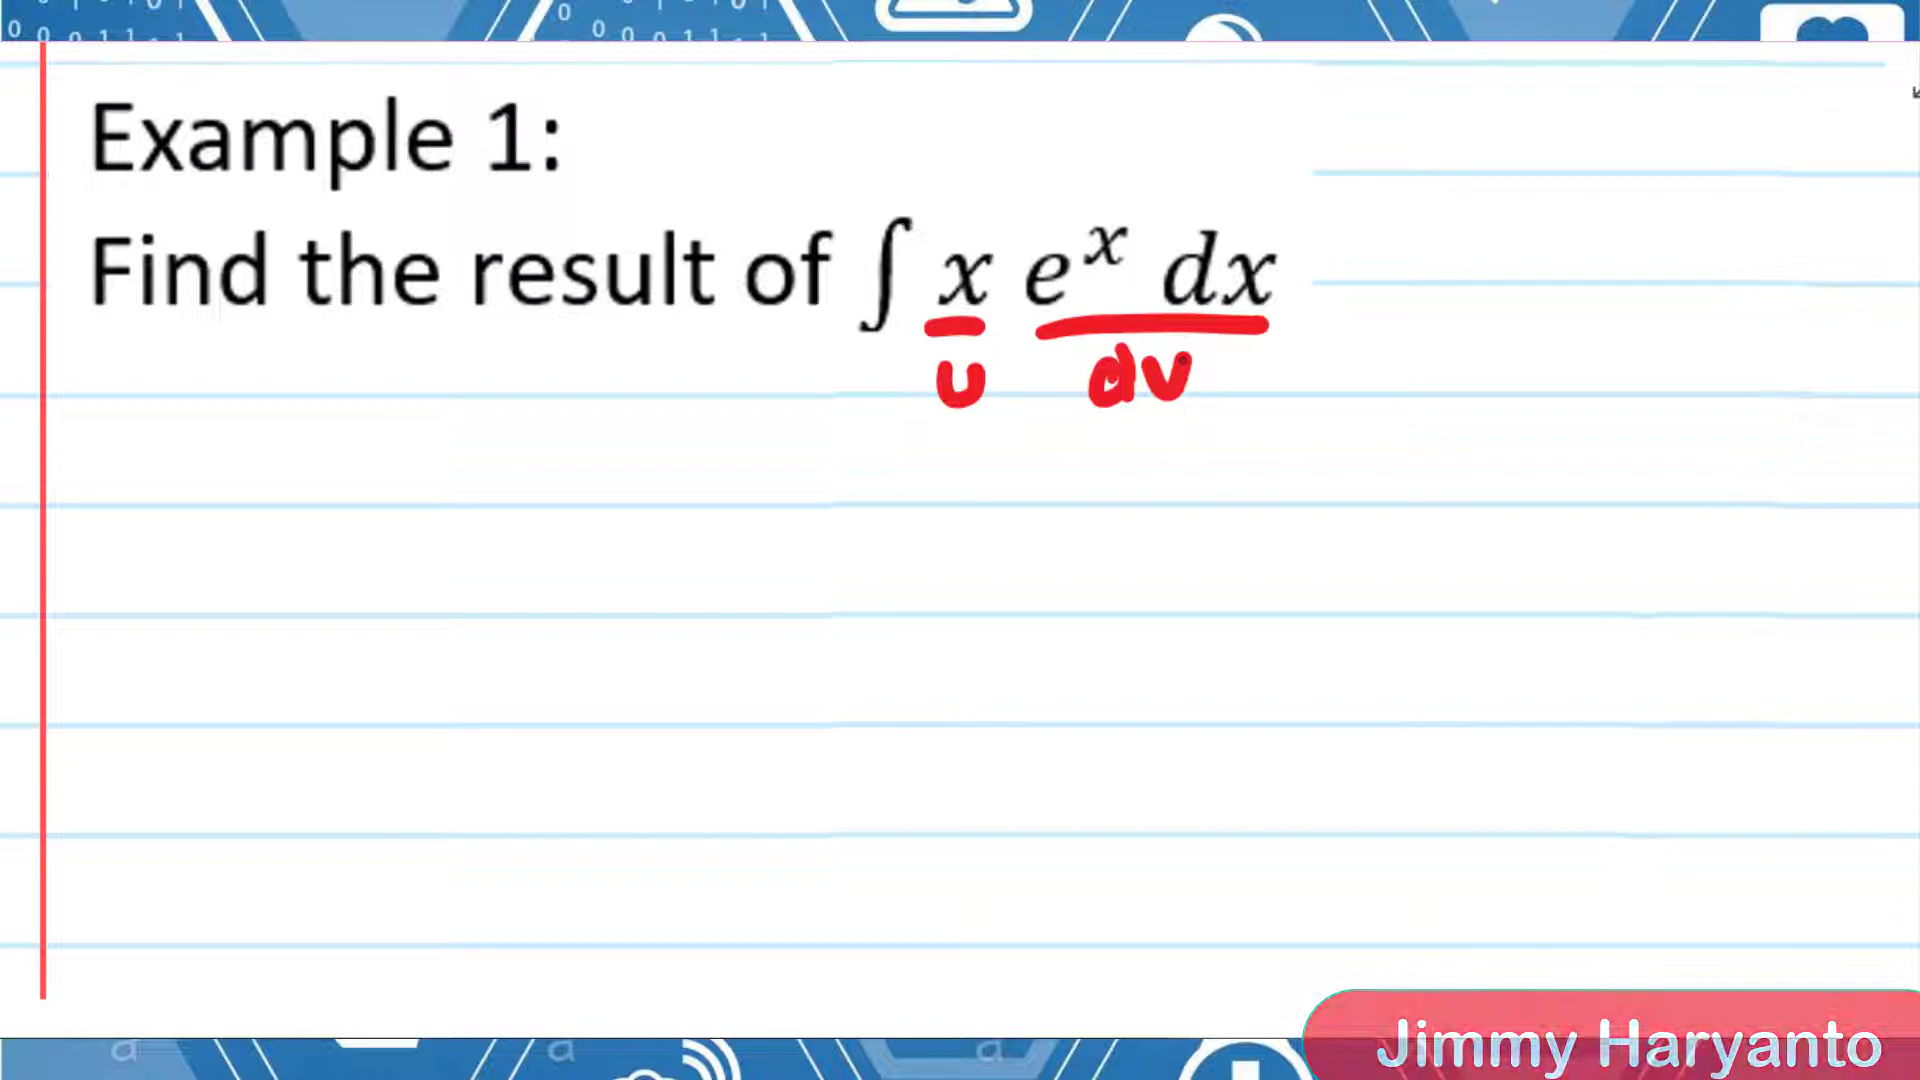 Example 1:
Find the result of ∫ x eˣ dx
u dv
Jimmy Haryanto